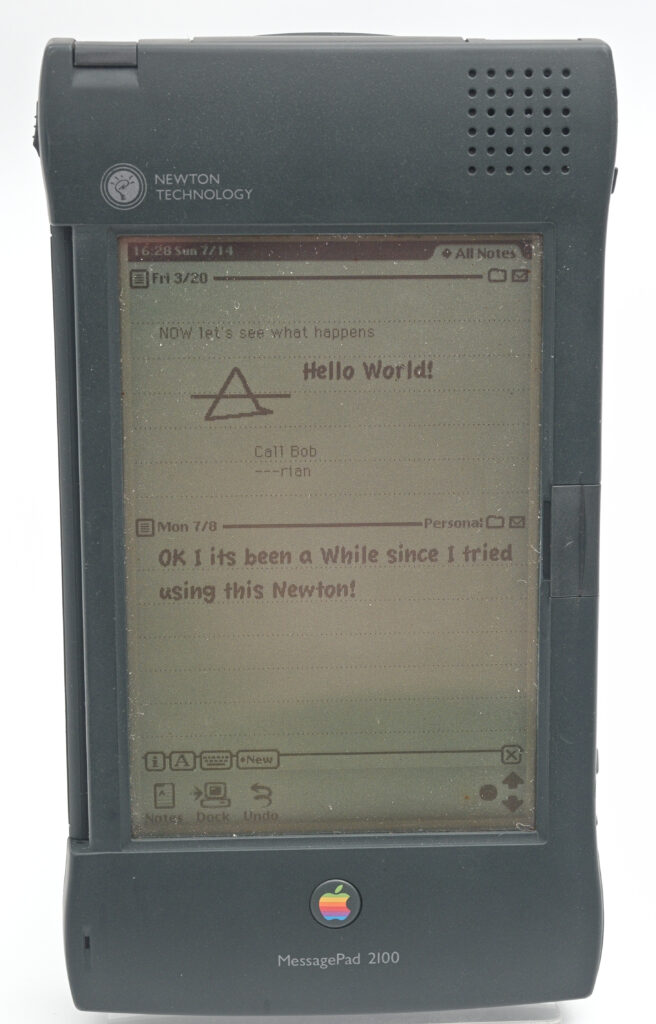 NEWTON
TECHNOLOGY
16:28 Sun 7/14
All Notes
Fri 3/20
NOW let's see what happens
Hello World!
Call Bob
---rian
Mon 7/8
Personal
OK I its been a While since I tried
using this Newton!
i A New
Notes Dock Undo
MessagePad 2100